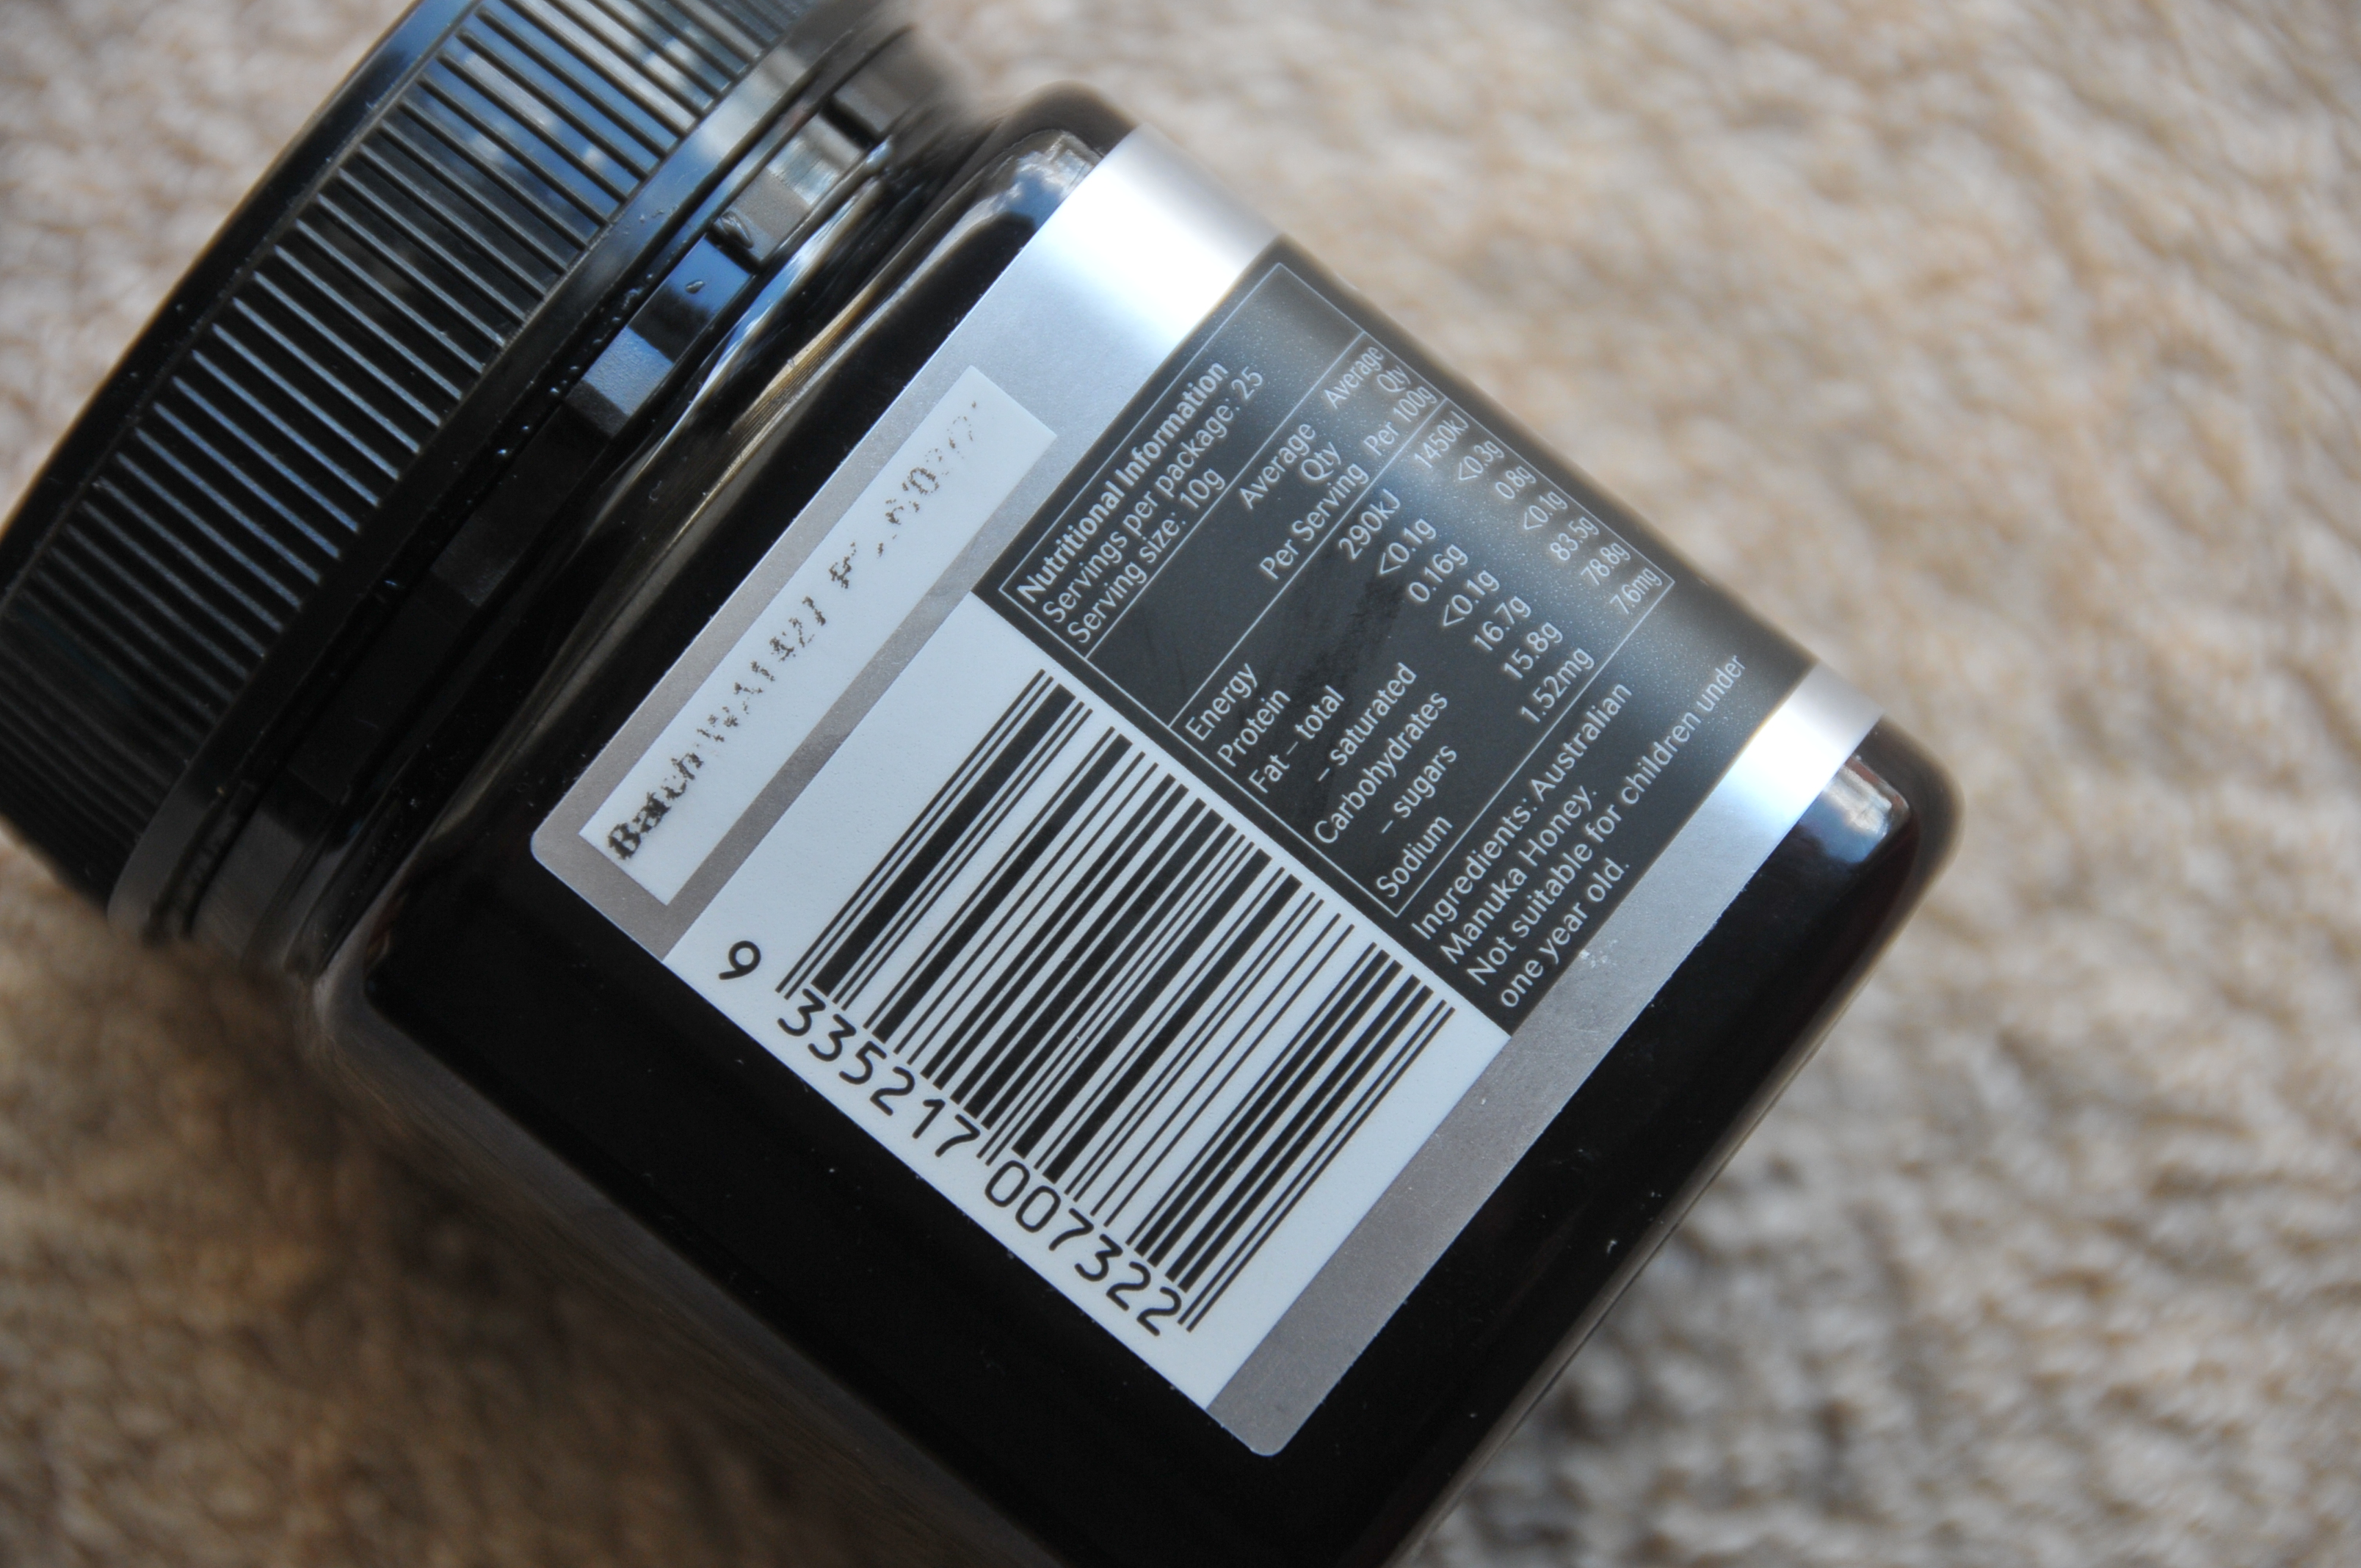 Batch
Nutritional Information
Servings per package: 25
Serving size: 10g
Average Qty Per Serving Average Qty Per 100g
Energy 290kJ 1450kJ
Protein <0.1g <0.3g
Fat – total 0.16g 0.8g
– saturated <0.1g <0.1g
Carbohydrates 16.7g 83.5g
– sugars 15.8g 78.8g
Sodium 1.52mg 7.6mg
Ingredients: Australian
Manuka Honey.
Not suitable for children under
one year old.
9 335217 007322